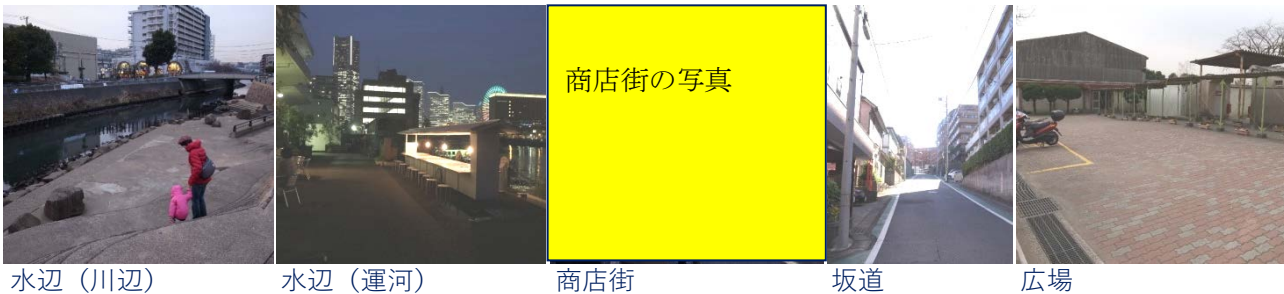 商店街の写真
水辺（川辺）
水辺（運河）
商店街
坂道
広場